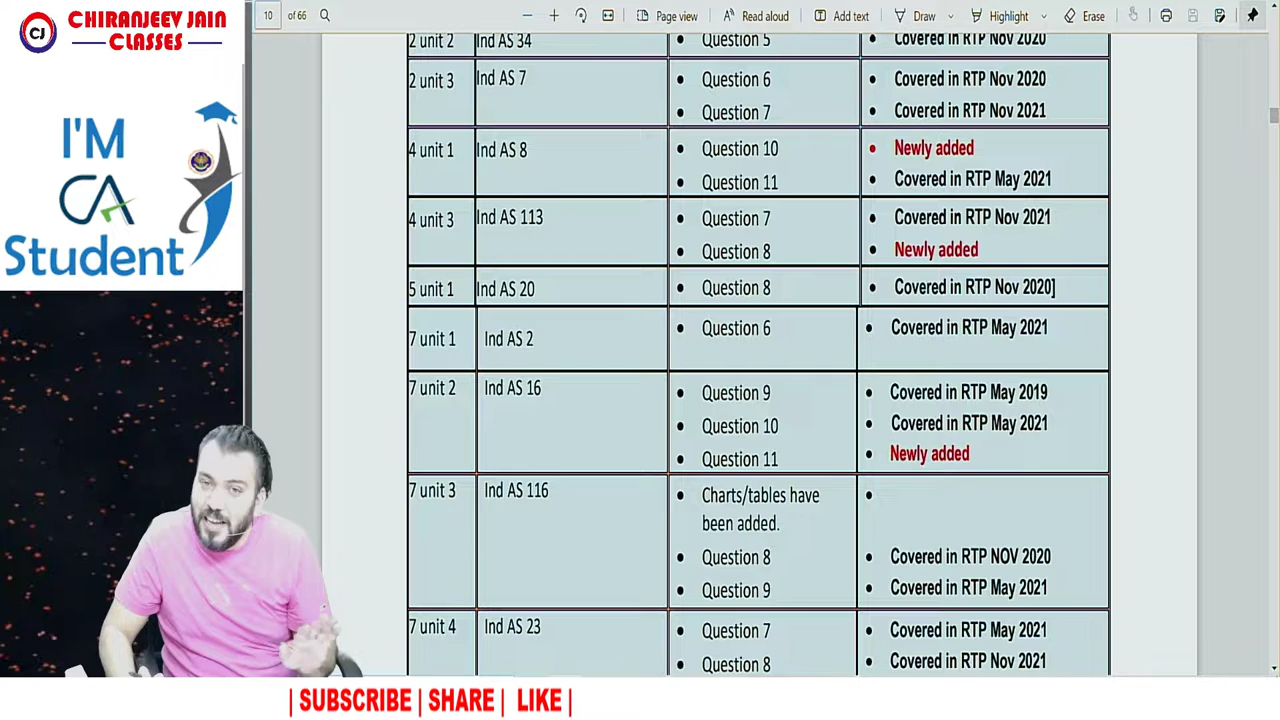 CHIRANJEEV JAIN
CJ CLASSES
I'M
CA
Student
10 of 66 Page view Read aloud Add text Draw Highlight Erase
2 unit 2 Ind AS 34 • Question 5 • Covered in RTP Nov 2020
2 unit 3 Ind AS 7 • Question 6 • Covered in RTP Nov 2020
• Question 7 • Covered in RTP Nov 2021
4 unit 1 Ind AS 8 • Question 10 • Newly added
• Question 11 • Covered in RTP May 2021
4 unit 3 Ind AS 113 • Question 7 • Covered in RTP Nov 2021
• Question 8 • Newly added
5 unit 1 Ind AS 20 • Question 8 • Covered in RTP Nov 2020]
7 unit 1 Ind AS 2 • Question 6 • Covered in RTP May 2021
7 unit 2 Ind AS 16 • Question 9 • Covered in RTP May 2019
• Question 10 • Covered in RTP May 2021
• Question 11 • Newly added
7 unit 3 Ind AS 116 • Charts/tables have •
been added.
• Question 8 • Covered in RTP NOV 2020
• Question 9 • Covered in RTP May 2021
7 unit 4 Ind AS 23 • Question 7 • Covered in RTP May 2021
• Question 8 • Covered in RTP Nov 2021
| SUBSCRIBE | SHARE | LIKE |